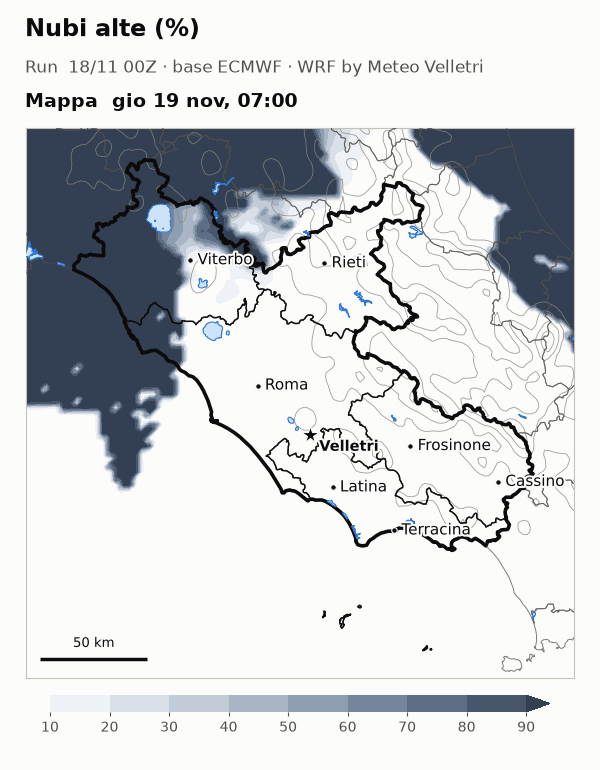 Nubi alte (%)
Run  18/11 00Z · base ECMWF · WRF by Meteo Velletri
Mappa  gio 19 nov, 07:00
Viterbo
Rieti
Roma
Velletri
Frosinone
Latina
Cassino
Terracina
50 km
10 20 30 40 50 60 70 80 90